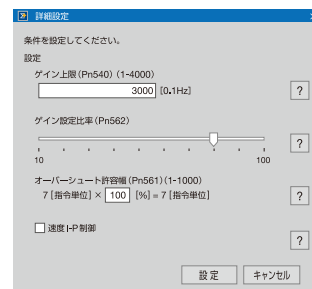 詳細設定
条件を設定してください。
設定
ゲイン上限(Pn540) (1-4000)
3000 [0.1Hz] ?
ゲイン設定比率(Pn562)
?
10 100
オーバーシュート許容幅(Pn561)(1-1000)
7 [指令単位] × 100 [%] = 7 [指令単位] ?
速度I-P制御
?
設定 キャンセル